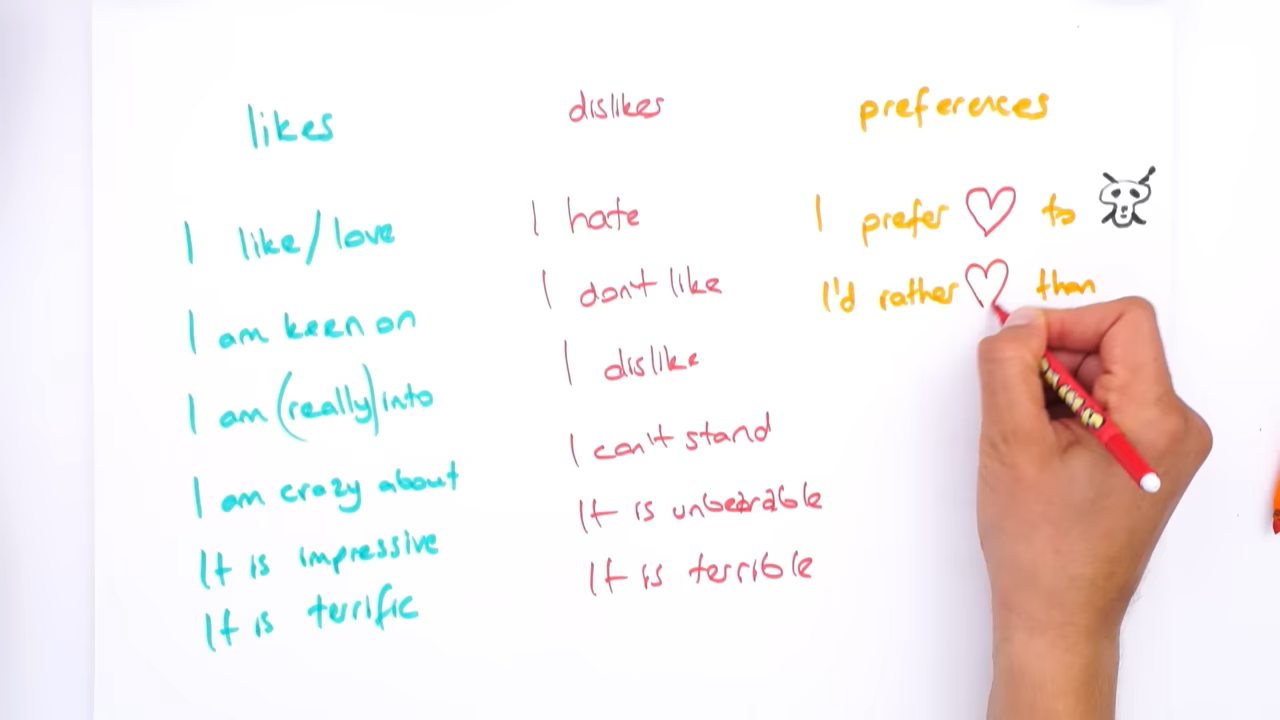 likes
I like/love
I am keen on
I am (really) into
I am crazy about
It is impressive
It is terrific
dislikes
I hate
I don't like
I dislike
I can't stand
It is unbearable
It is terrible
preferences
I prefer to
I'd rather than